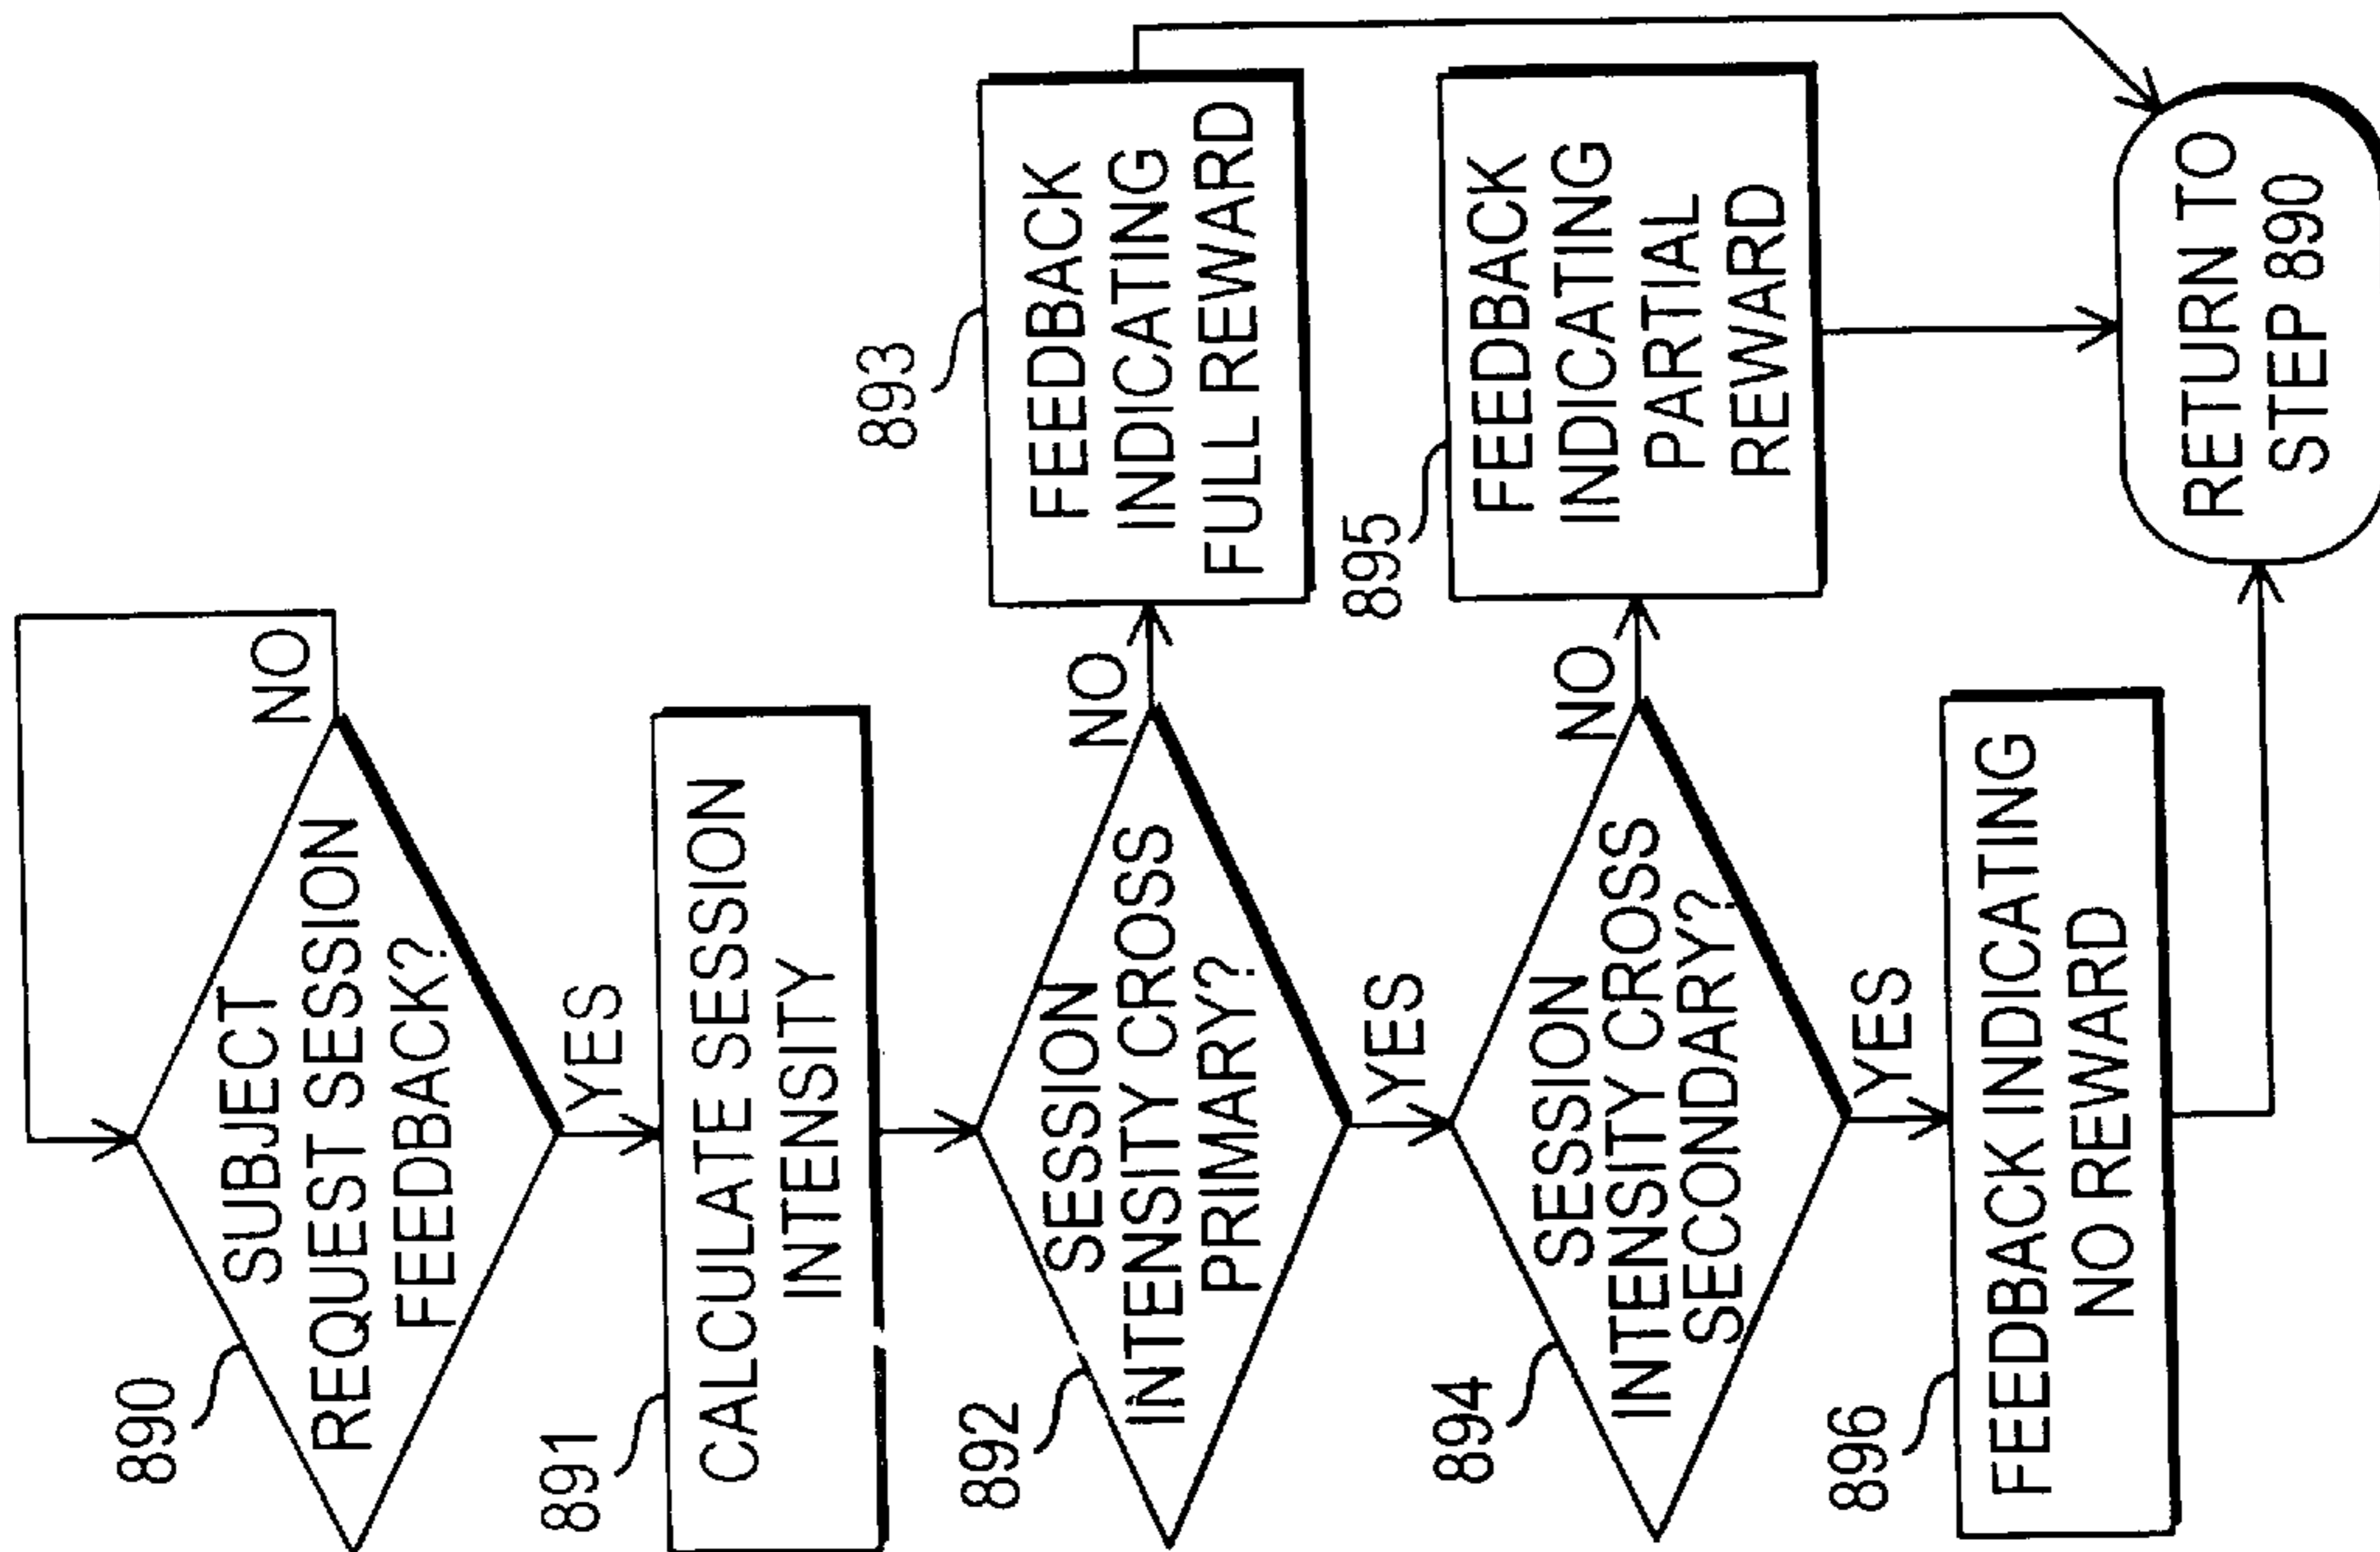 890
SUBJECT
REQUEST SESSION
FEEDBACK?
NO
YES
891
CALCULATE SESSION
INTENSITY
892
SESSION
INTENSITY CROSS
PRIMARY?
NO
893
FEEDBACK
INDICATING
FULL REWARD
YES
894
SESSION
INTENSITY CROSS
SECONDARY?
NO
895
FEEDBACK
INDICATING
PARTIAL
REWARD
YES
896
FEEDBACK INDICATING
NO REWARD
RETURN TO
STEP 890